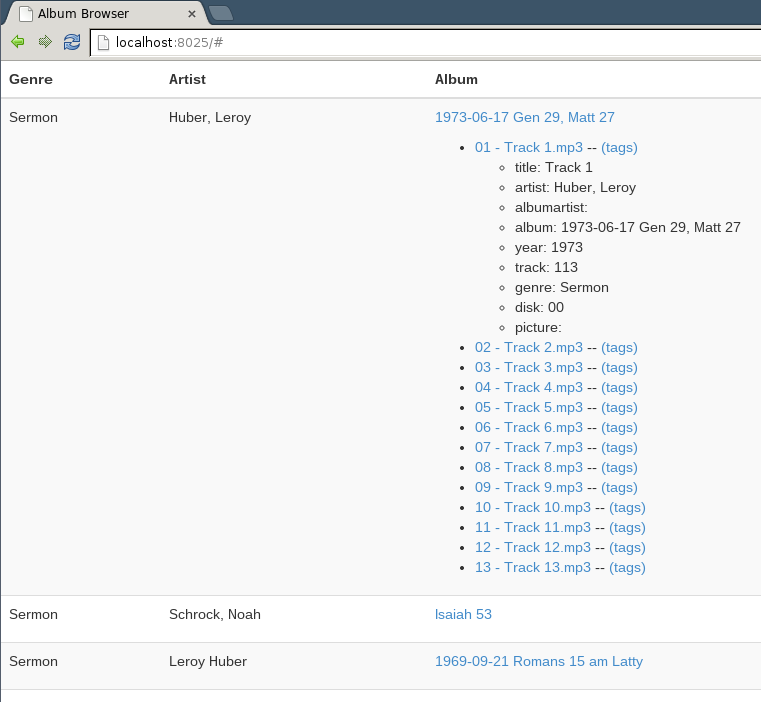 Album Browser
localhost:8025/#
Genre Artist Album
Sermon Huber, Leroy 1973-06-17 Gen 29, Matt 27
01 - Track 1.mp3 -- (tags)
title: Track 1
artist: Huber, Leroy
albumartist:
album: 1973-06-17 Gen 29, Matt 27
year: 1973
track: 113
genre: Sermon
disk: 00
picture:
02 - Track 2.mp3 -- (tags)
03 - Track 3.mp3 -- (tags)
04 - Track 4.mp3 -- (tags)
05 - Track 5.mp3 -- (tags)
06 - Track 6.mp3 -- (tags)
07 - Track 7.mp3 -- (tags)
08 - Track 8.mp3 -- (tags)
09 - Track 9.mp3 -- (tags)
10 - Track 10.mp3 -- (tags)
11 - Track 11.mp3 -- (tags)
12 - Track 12.mp3 -- (tags)
13 - Track 13.mp3 -- (tags)
Sermon Schrock, Noah Isaiah 53
Sermon Leroy Huber 1969-09-21 Romans 15 am Latty